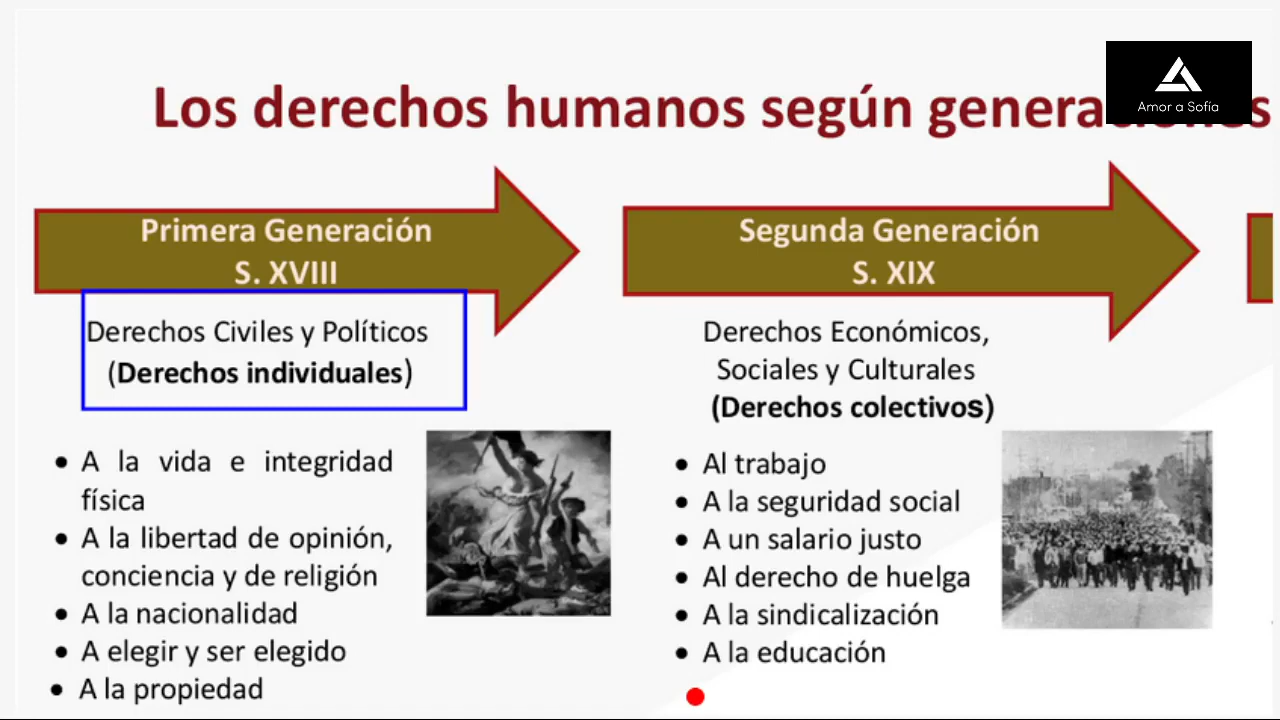 Los derechos humanos según generaciones
Amor a Sofía
Primera Generación
S. XVIII
Derechos Civiles y Políticos
(Derechos individuales)
• A la vida e integridad
física
• A la libertad de opinión,
conciencia y de religión
• A la nacionalidad
• A elegir y ser elegido
• A la propiedad
Segunda Generación
S. XIX
Derechos Económicos,
Sociales y Culturales
(Derechos colectivos)
• Al trabajo
• A la seguridad social
• A un salario justo
• Al derecho de huelga
• A la sindicalización
• A la educación